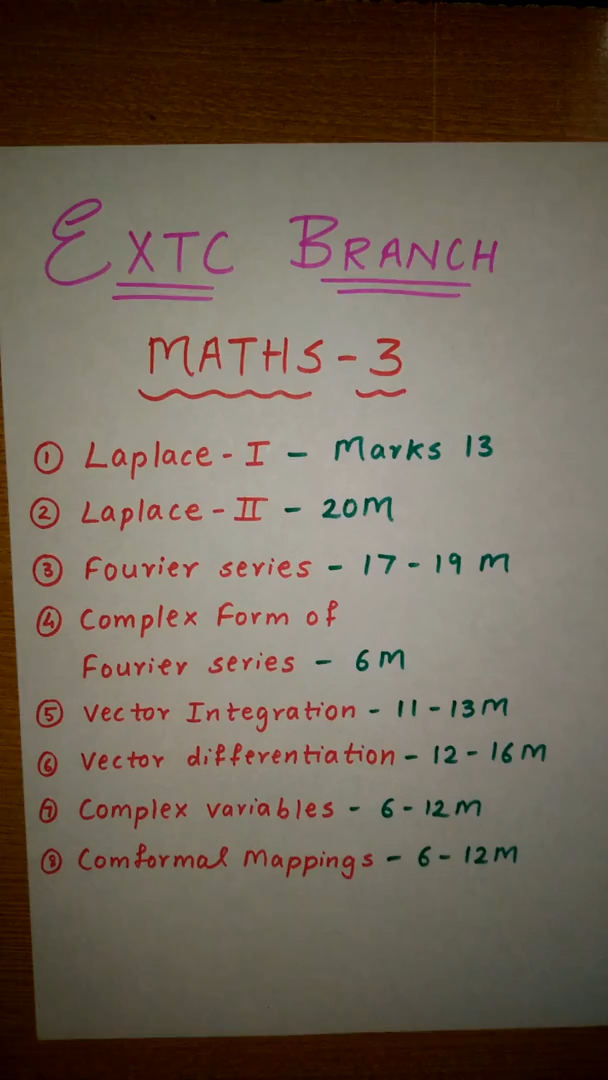 EXTC BRANCH
MATHS-3
① Laplace-I - Marks 13
② Laplace-II - 20M
③ Fourier series - 17-19 M
④ Complex Form of
Fourier series - 6M
⑤ Vector Integration - 11-13M
⑥ Vector differentiation - 12-16M
⑦ Complex variables - 6-12M
⑧ Comformal Mappings - 6-12M